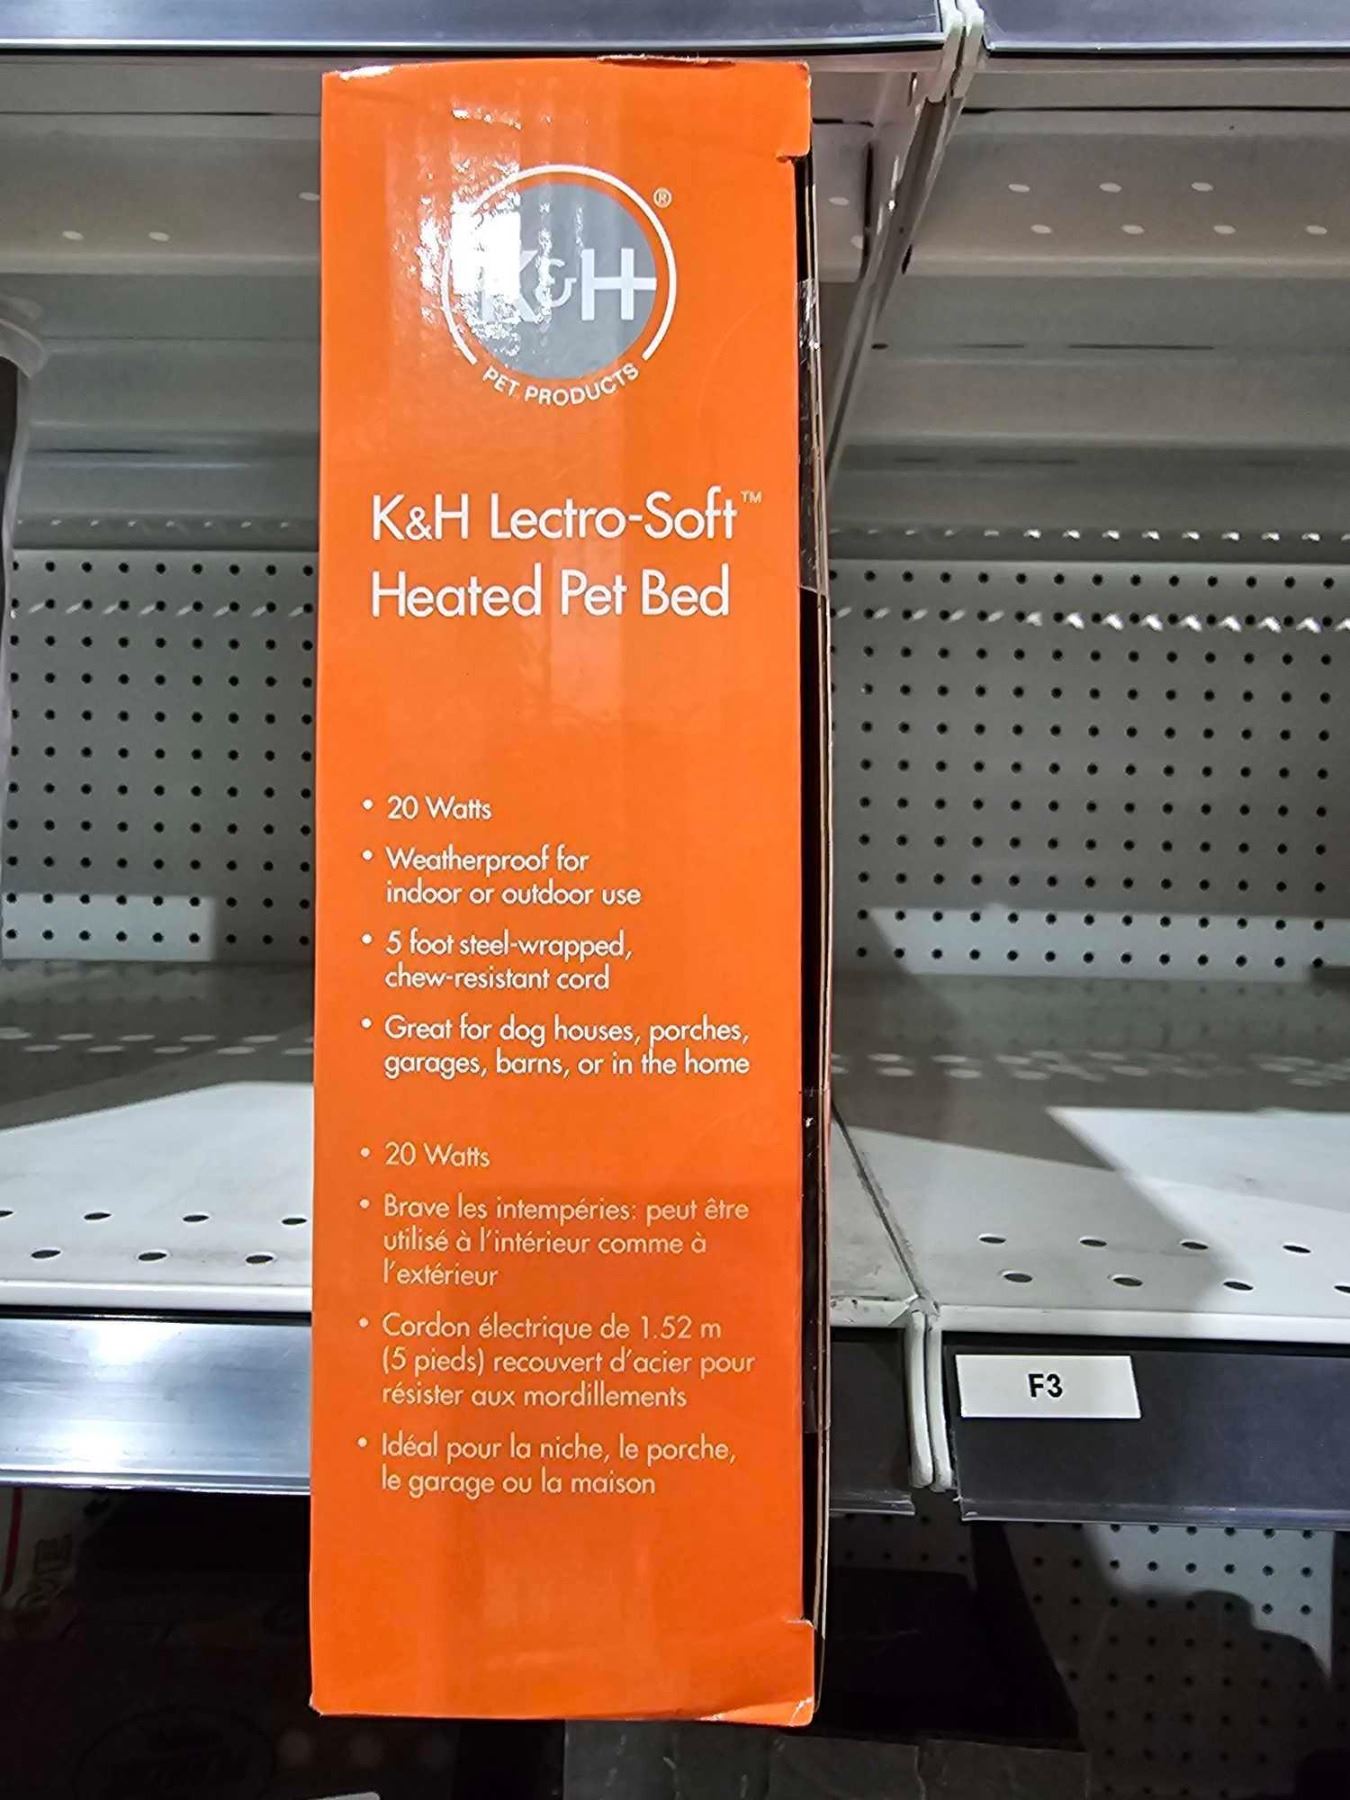 K&H
®
PET PRODUCTS
K&H Lectro-Soft™
Heated Pet Bed
• 20 Watts
• Weatherproof for
indoor or outdoor use
• 5 foot steel-wrapped,
chew-resistant cord
• Great for dog houses, porches,
garages, barns, or in the home
• 20 Watts
• Brave les intempéries: peut être
utilisé à l'intérieur comme à
l'extérieur
• Cordon électrique de 1.52 m
(5 pieds) recouvert d'acier pour
résister aux mordillements
• Idéal pour la niche, le porche,
le garage ou la maison
F3